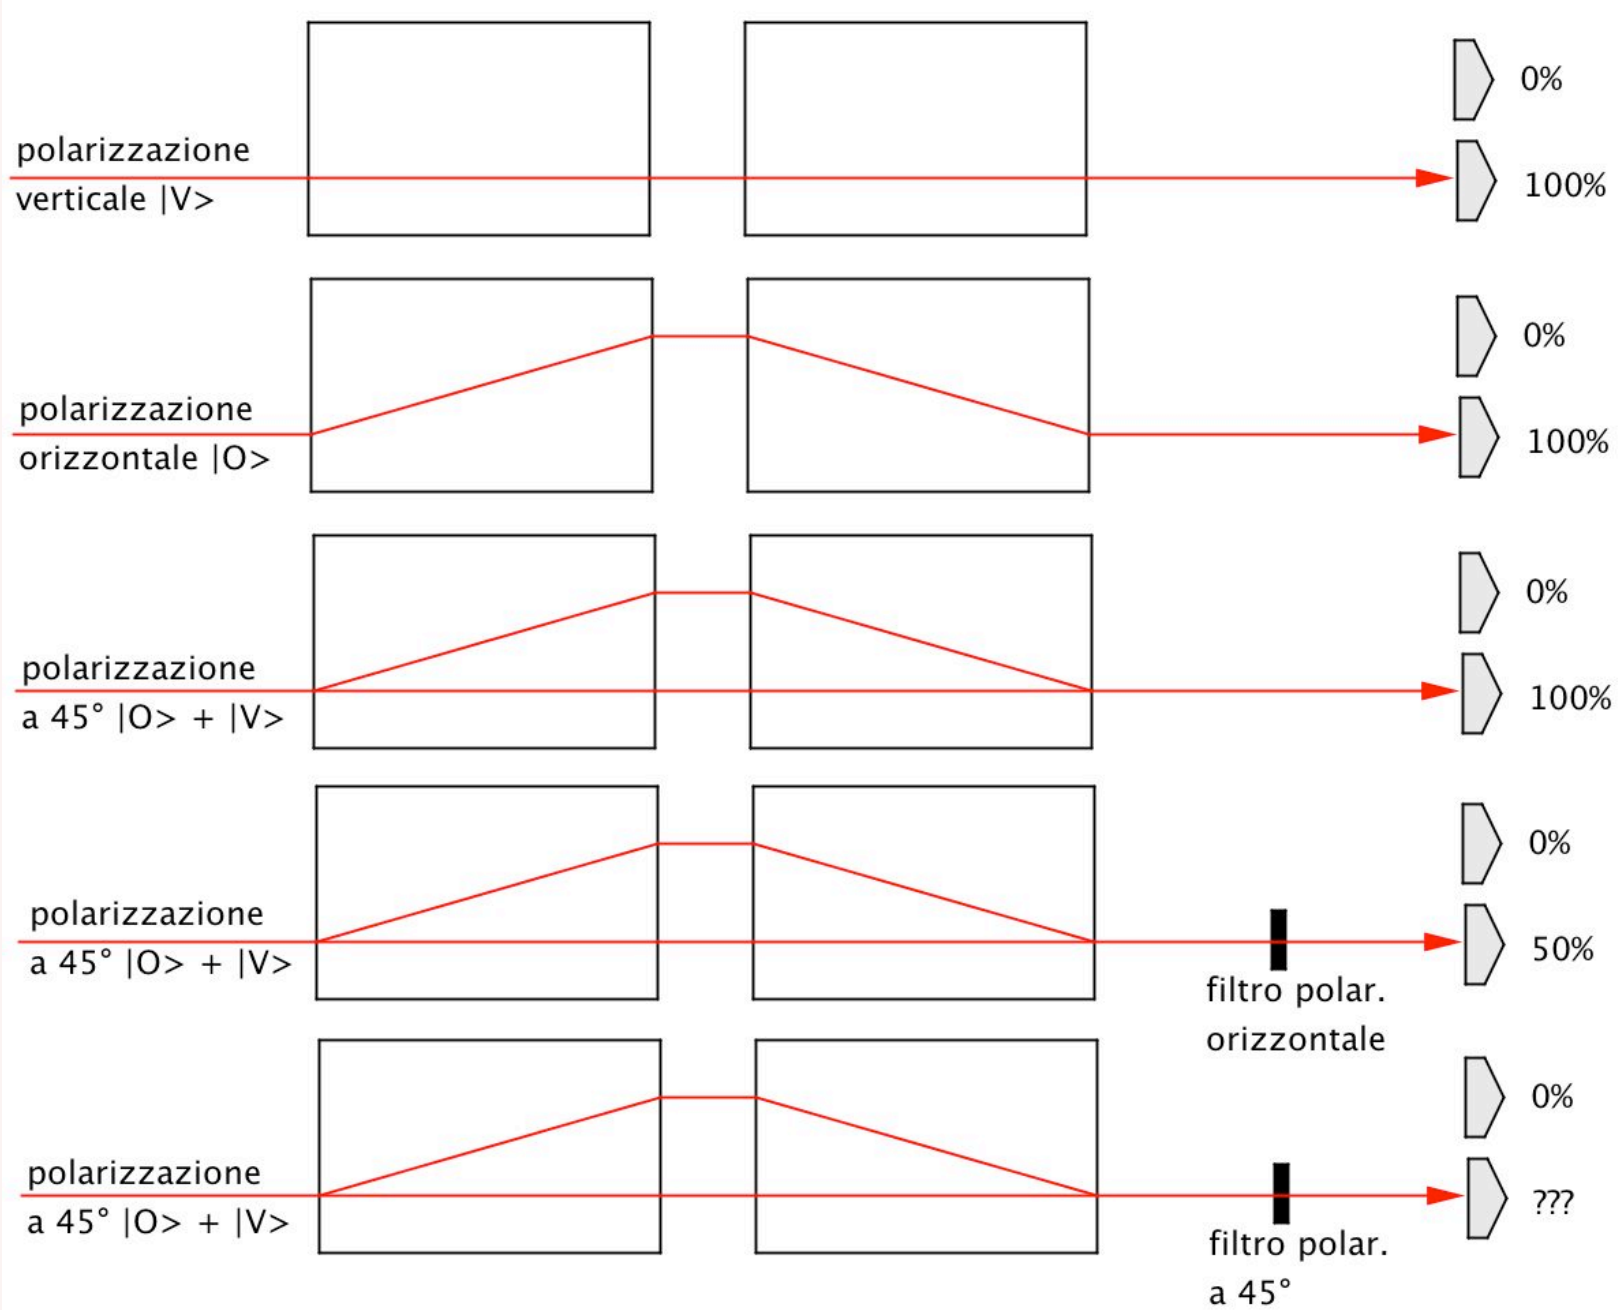 0%
polarizzazione
verticale |V>
100%
0%
polarizzazione
orizzontale |O>
100%
0%
polarizzazione
a 45° |O> + |V>
100%
0%
polarizzazione
a 45° |O> + |V>
50%
filtro polar.
orizzontale
0%
polarizzazione
a 45° |O> + |V>
???
filtro polar.
a 45°